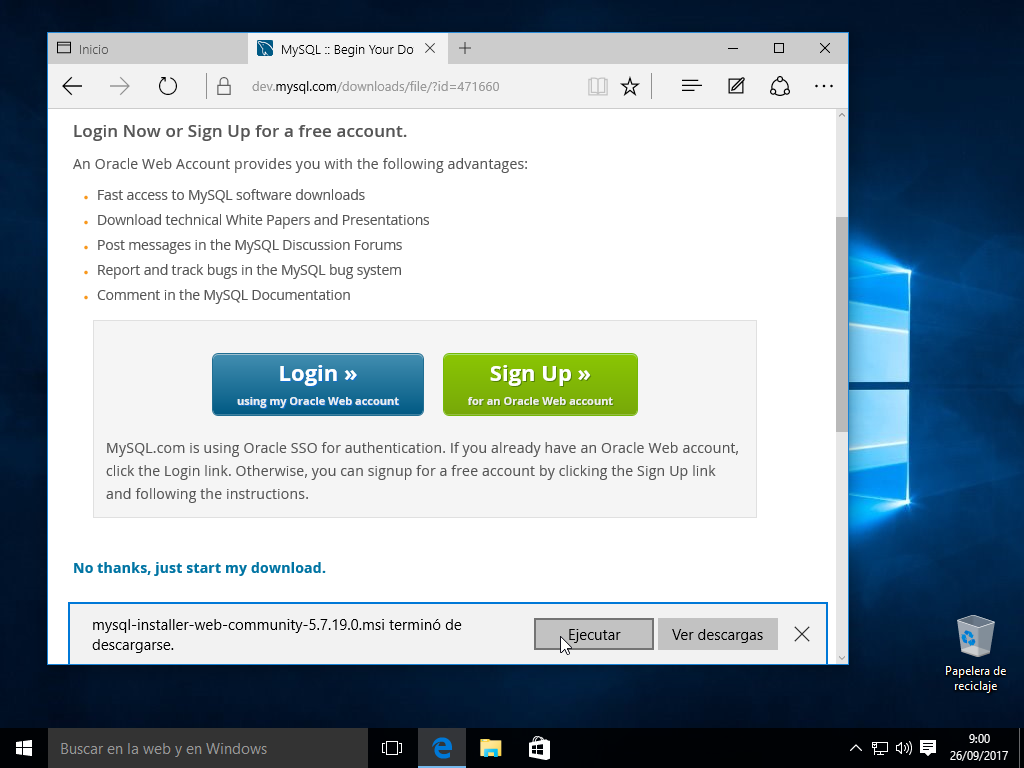 Inicio
MySQL :: Begin Your Do
dev.mysql.com/downloads/file/?id=471660
Login Now or Sign Up for a free account.
An Oracle Web Account provides you with the following advantages:
Fast access to MySQL software downloads
Download technical White Papers and Presentations
Post messages in the MySQL Discussion Forums
Report and track bugs in the MySQL bug system
Comment in the MySQL Documentation
Login »
using my Oracle Web account
Sign Up »
for an Oracle Web account
MySQL.com is using Oracle SSO for authentication. If you already have an Oracle Web account,
click the Login link. Otherwise, you can signup for a free account by clicking the Sign Up link
and following the instructions.
No thanks, just start my download.
mysql-installer-web-community-5.7.19.0.msi terminó de
descargarse.
Ejecutar
Ver descargas
Papelera de
reciclaje
Buscar en la web y en Windows
9:00
26/09/2017